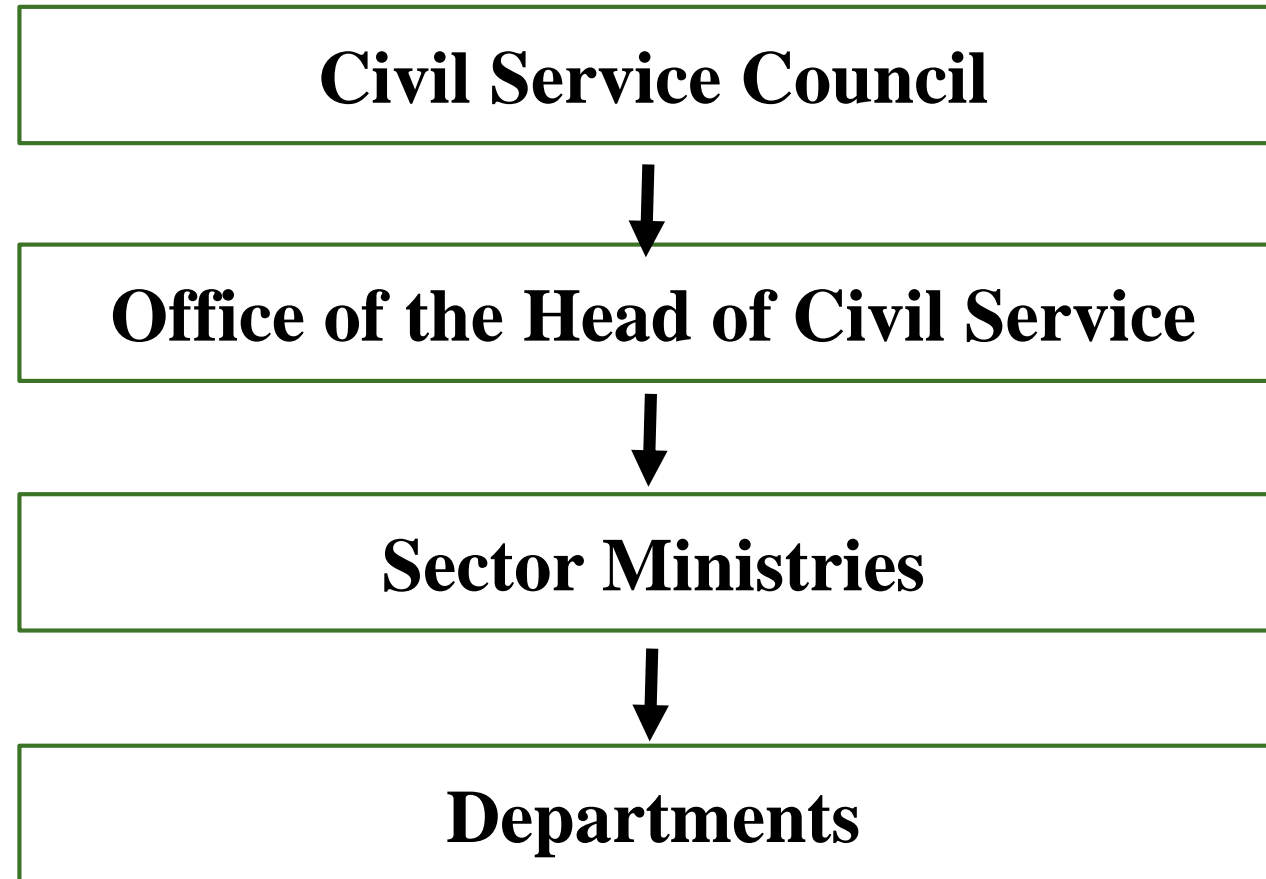 Civil Service Council
Office of the Head of Civil Service
Sector Ministries
Departments